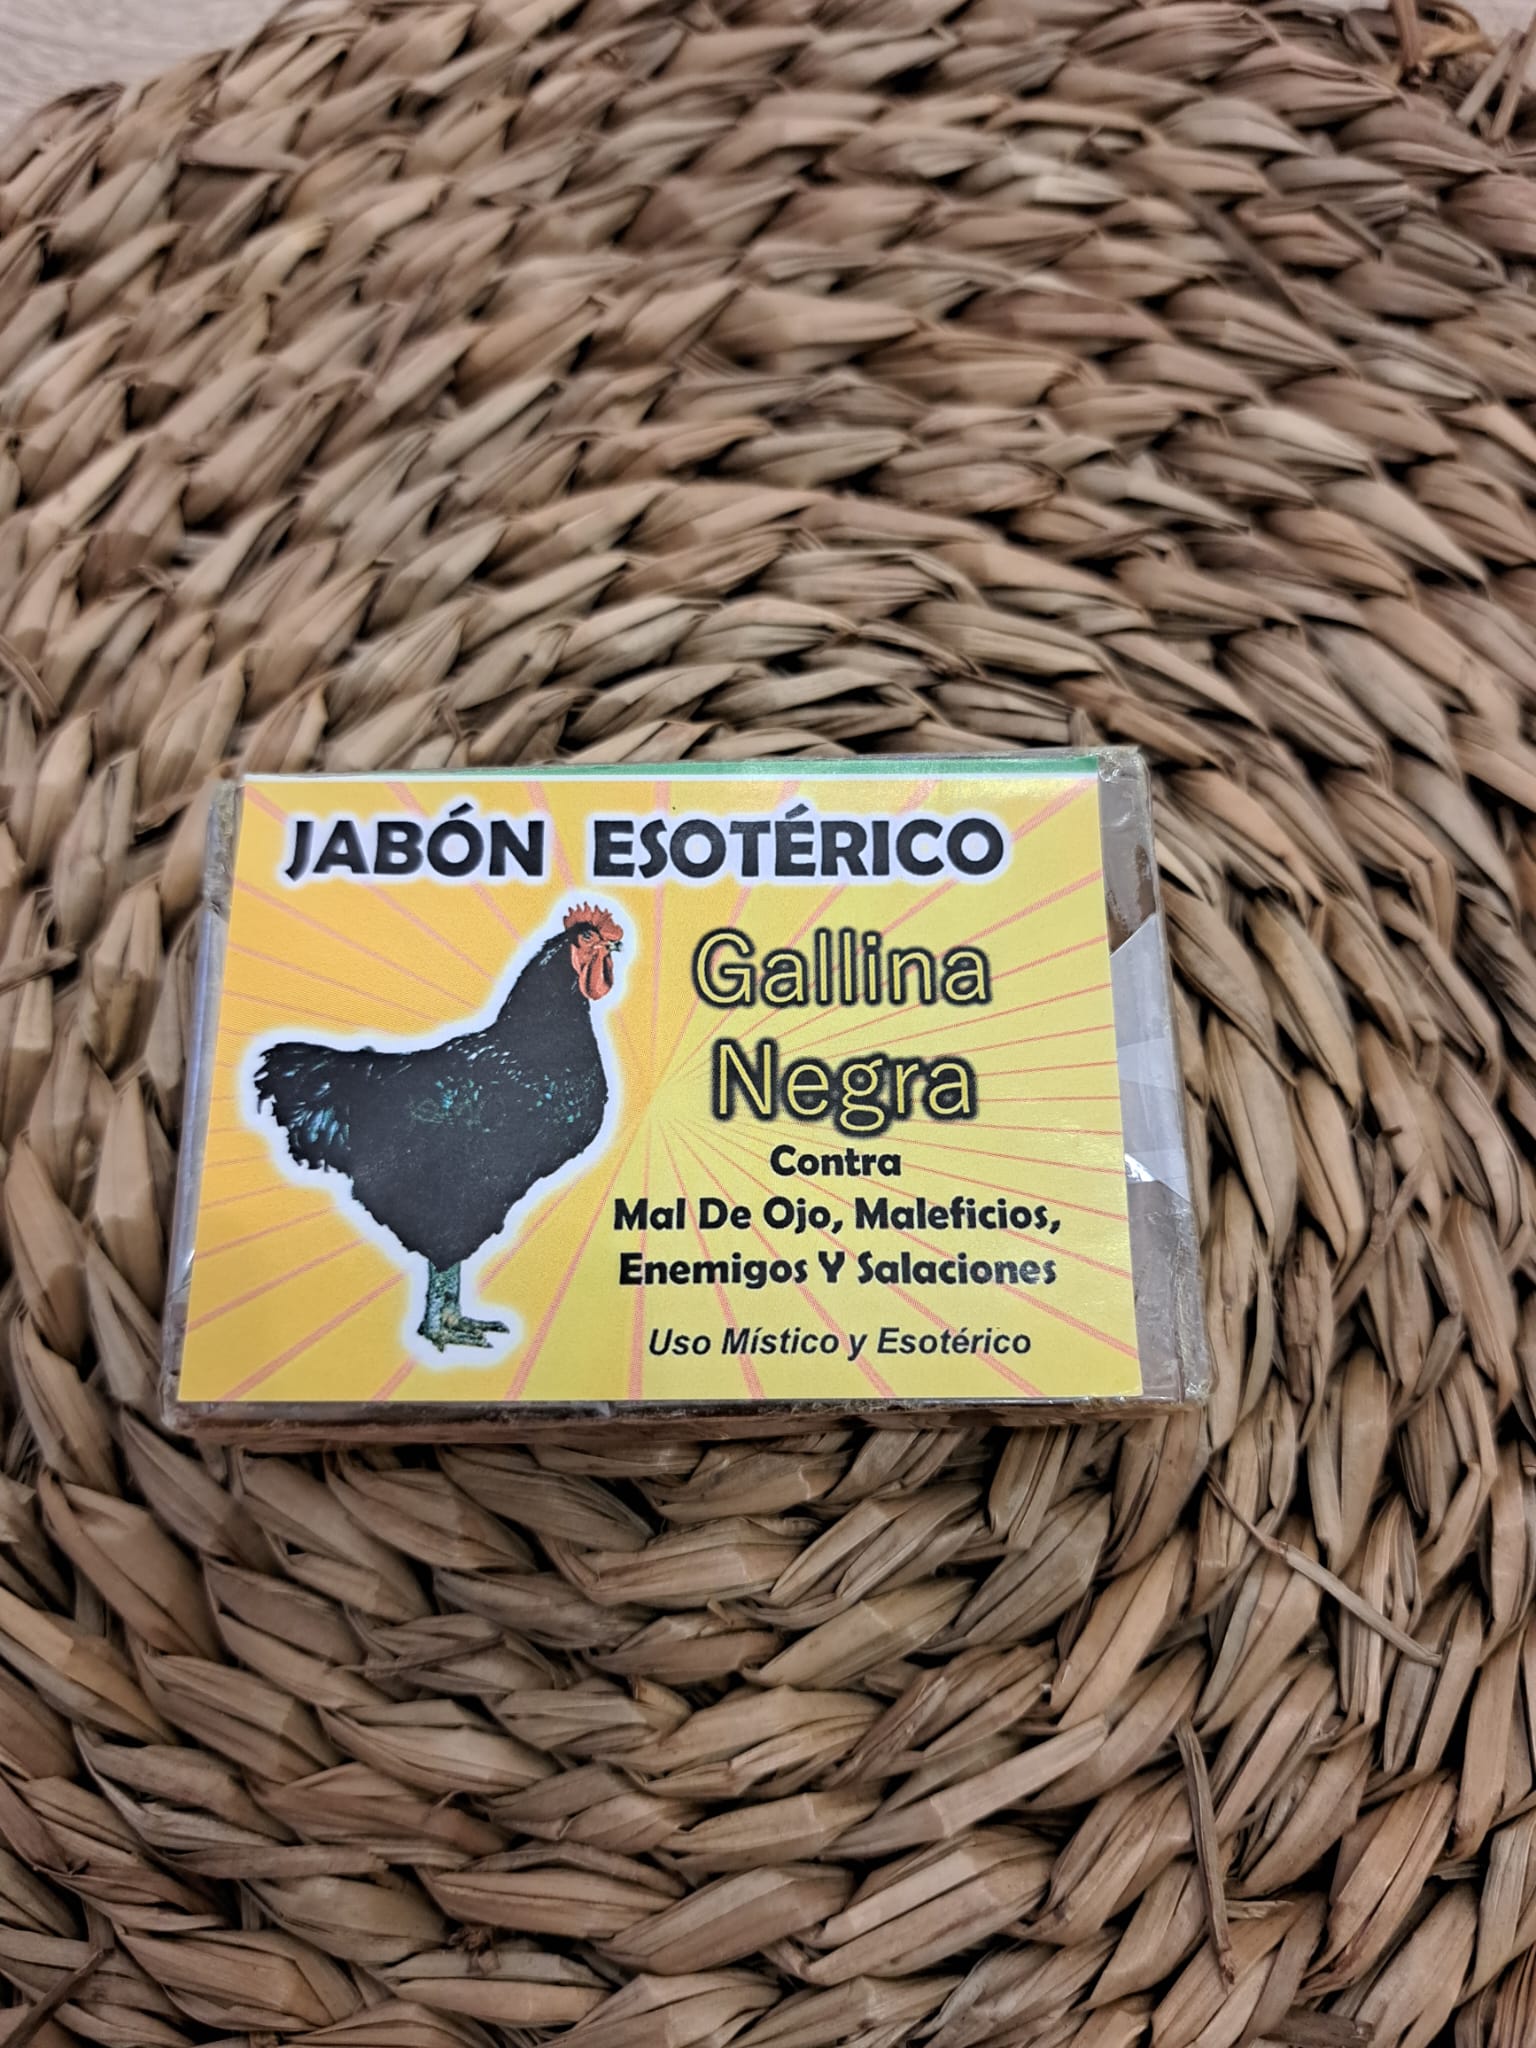 JABÓN ESOTÉRICO
Gallina
Negra
Contra
Mal De Ojo, Maleficios,
Enemigos Y Salaciones
Uso Místico y Esotérico